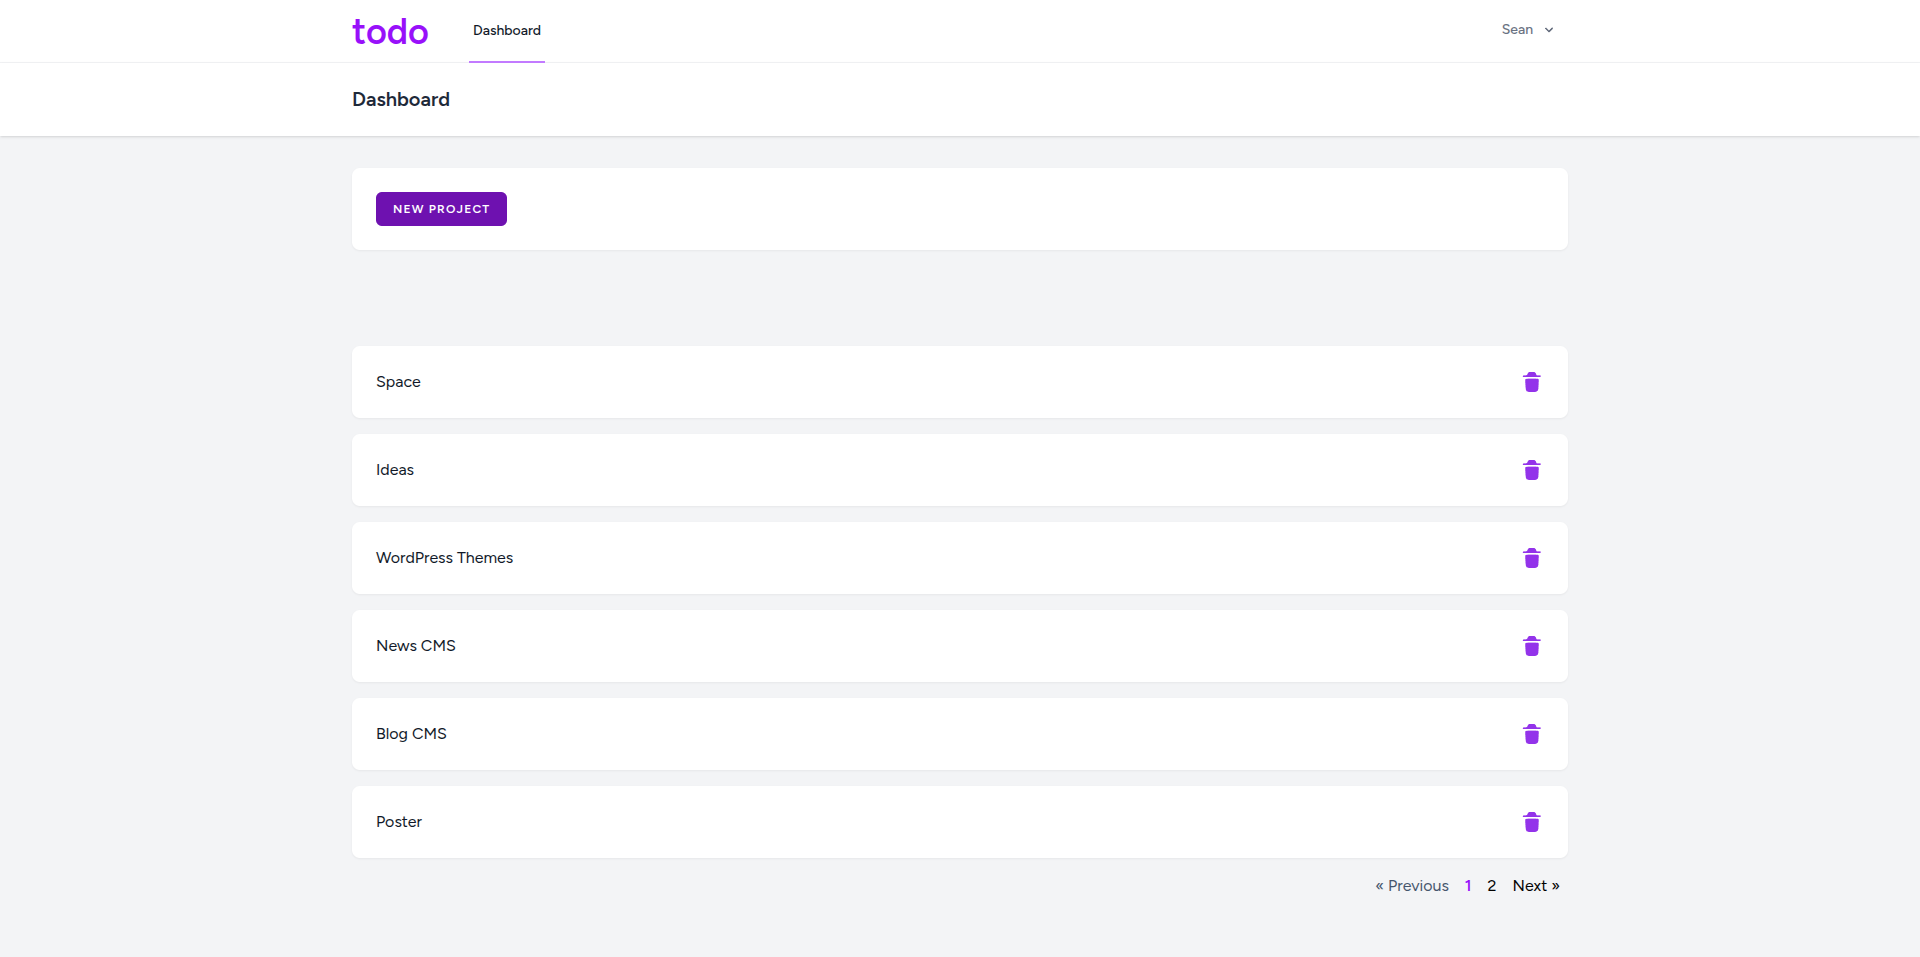 todo Dashboard Sean
Dashboard
NEW PROJECT
Space
Ideas
WordPress Themes
News CMS
Blog CMS
Poster
« Previous 1 2 Next »